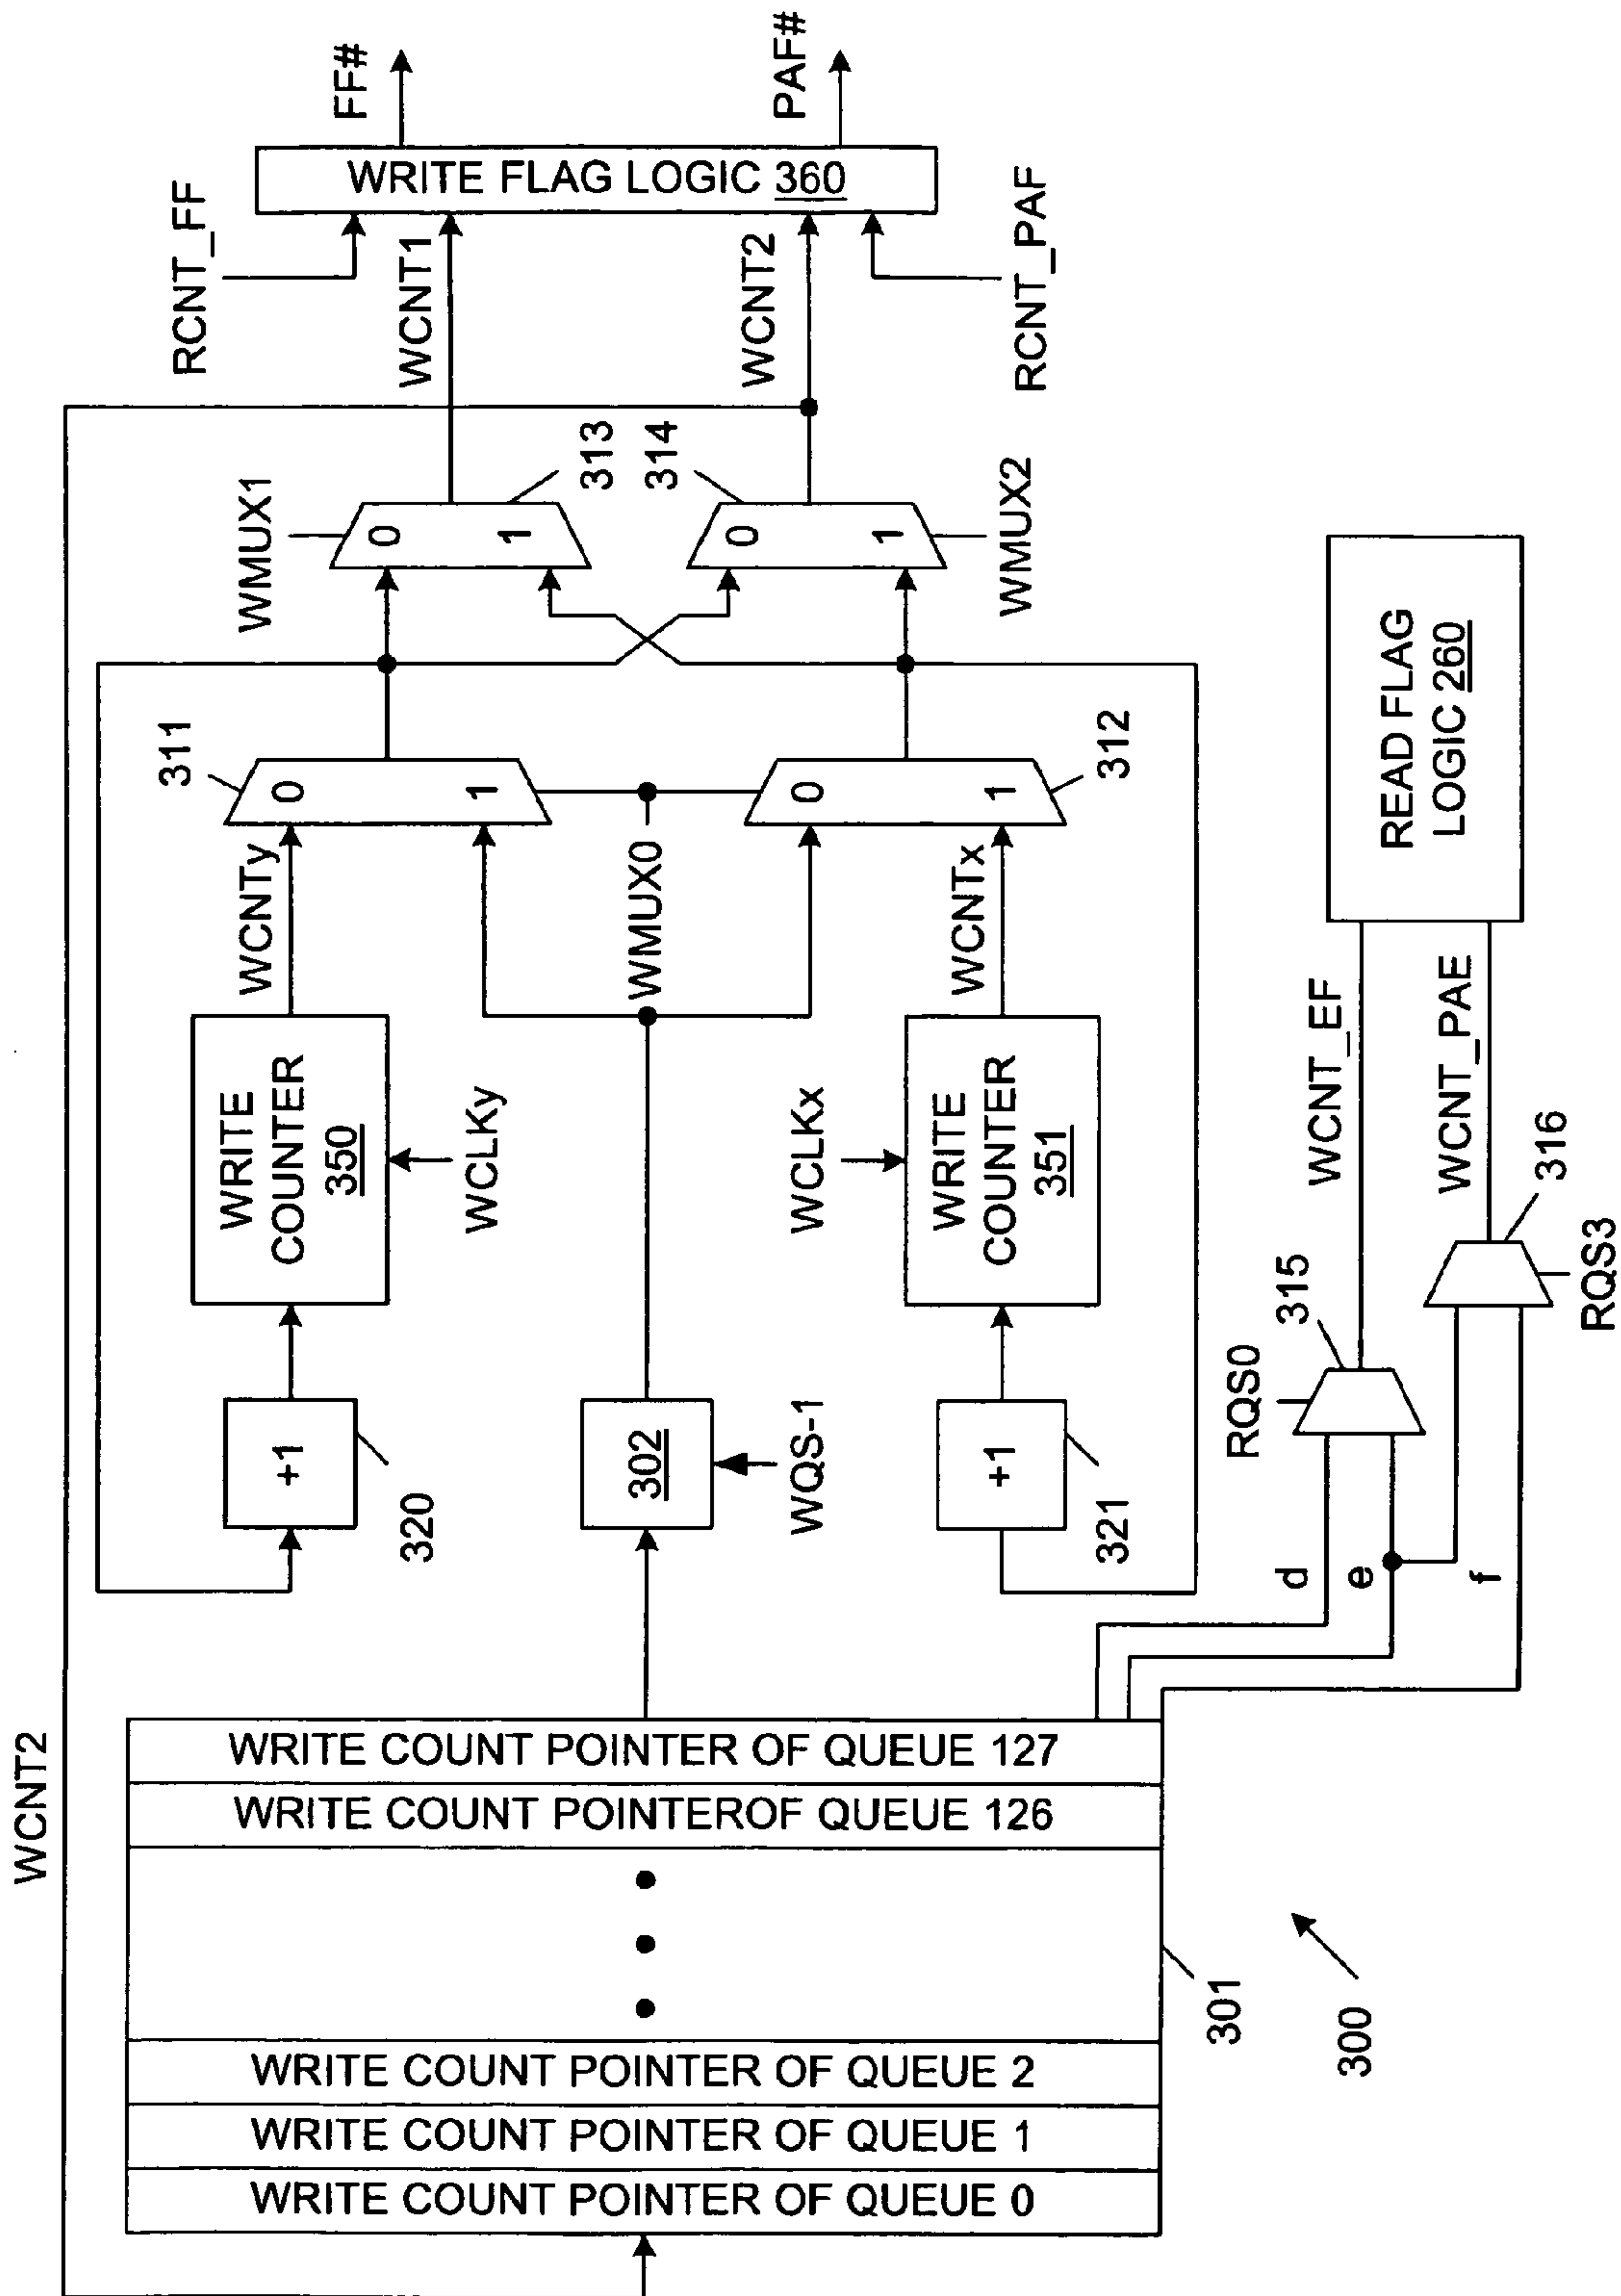 WCNT2
WRITE COUNT POINTER OF QUEUE 127
WRITE COUNT POINTEROF QUEUE 126
WRITE COUNT POINTER OF QUEUE 2
WRITE COUNT POINTER OF QUEUE 1
WRITE COUNT POINTER OF QUEUE 0
301
300
+1
320
302
WQS-1
+1
321
WRITE
COUNTER
350
WCLKy
WCLKx
WRITE
COUNTER
351
WCNTy
WMUX0
WCNTx
311
0
1
0
1
312
WMUX1
0
1
313
314
0
1
WMUX2
RCNT_FF
WCNT1
WCNT2
RCNT_PAF
WRITE FLAG LOGIC 360
FF#
PAF#
d
e
f
RQS0
315
316
RQS3
WCNT_EF
WCNT_PAE
READ FLAG
LOGIC 260